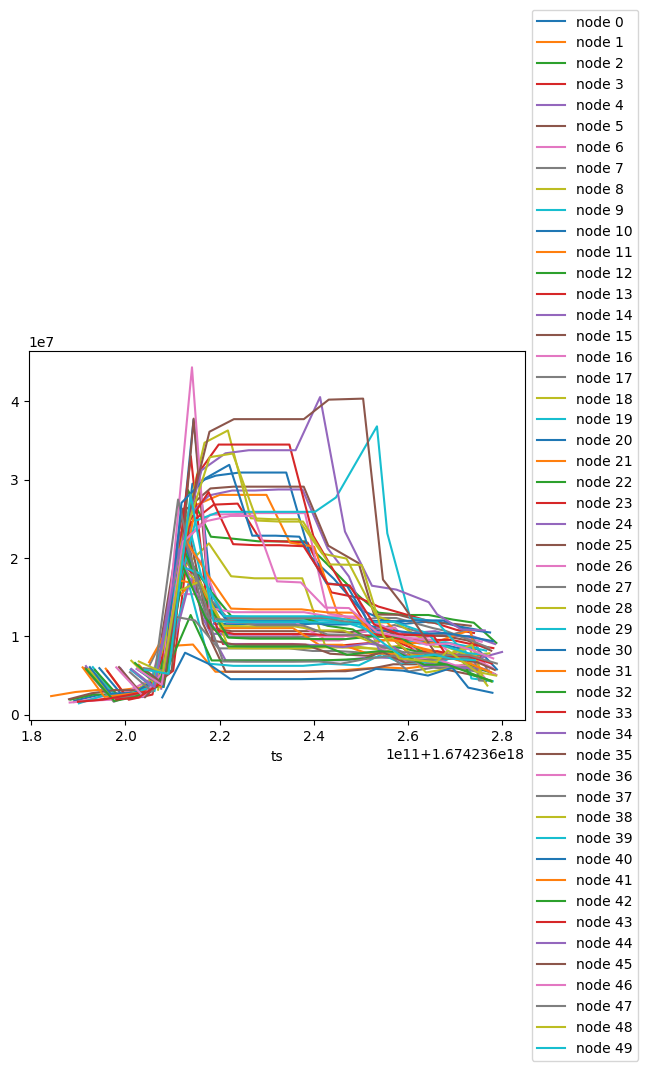 1e7
4
3
2
1
0
1.8
2.0
2.2
2.4
2.6
2.8
ts
1e11+1.674236e18
node 0
node 1
node 2
node 3
node 4
node 5
node 6
node 7
node 8
node 9
node 10
node 11
node 12
node 13
node 14
node 15
node 16
node 17
node 18
node 19
node 20
node 21
node 22
node 23
node 24
node 25
node 26
node 27
node 28
node 29
node 30
node 31
node 32
node 33
node 34
node 35
node 36
node 37
node 38
node 39
node 40
node 41
node 42
node 43
node 44
node 45
node 46
node 47
node 48
node 49